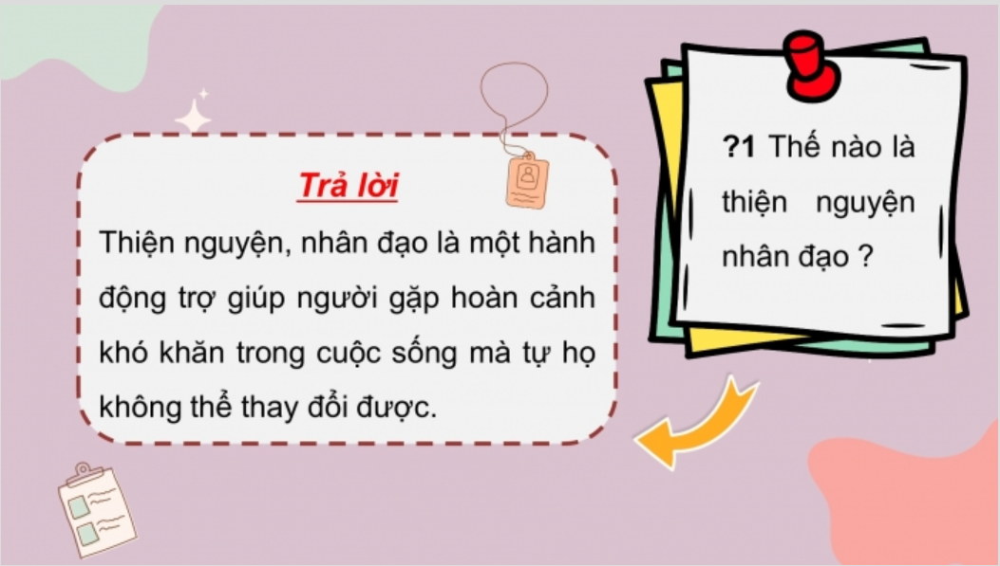 ?1 Thế nào là
thiện nguyện
nhân đạo ?
Trả lời
Thiện nguyện, nhân đạo là một hành
động trợ giúp người gặp hoàn cảnh
khó khăn trong cuộc sống mà tự họ
không thể thay đổi được.